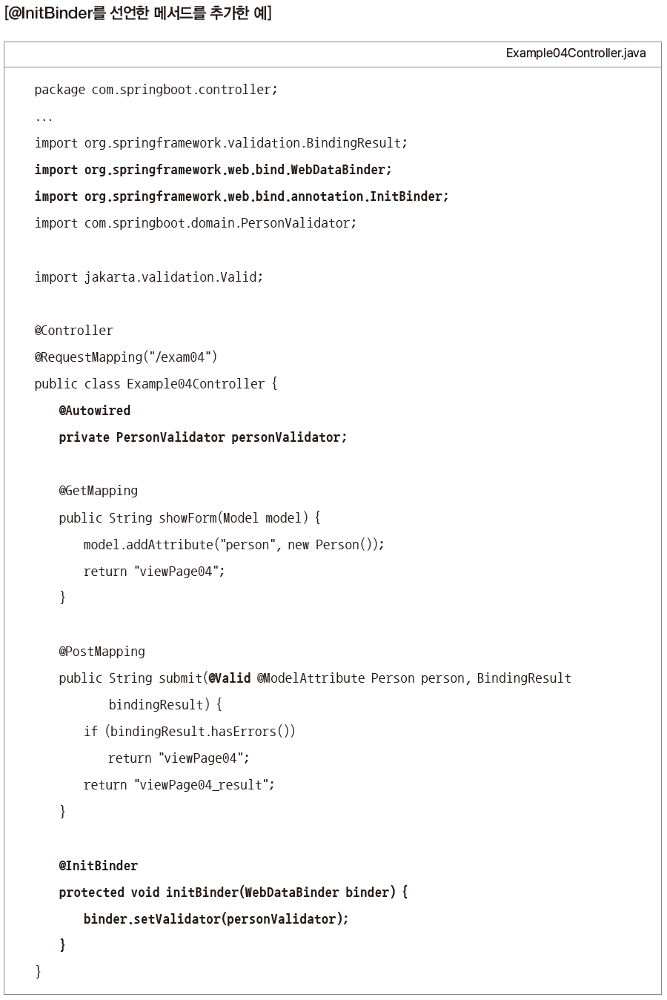 [@InitBinder를 선언한 메서드를 추가한 예]
Example04Controller.java
package com.springboot.controller;
...
import org.springframework.validation.BindingResult;
import org.springframework.web.bind.WebDataBinder;
import org.springframework.web.bind.annotation.InitBinder;
import com.springboot.domain.PersonValidator;
import jakarta.validation.Valid;
@Controller
@RequestMapping("/exam04")
public class Example04Controller {
@Autowired
private PersonValidator personValidator;
@GetMapping
public String showForm(Model model) {
model.addAttribute("person", new Person());
return "viewPage04";
}
@PostMapping
public String submit(@Valid @ModelAttribute Person person, BindingResult
bindingResult) {
if (bindingResult.hasErrors())
return "viewPage04";
return "viewPage04_result";
}
@InitBinder
protected void initBinder(WebDataBinder binder) {
binder.setValidator(personValidator);
}
}